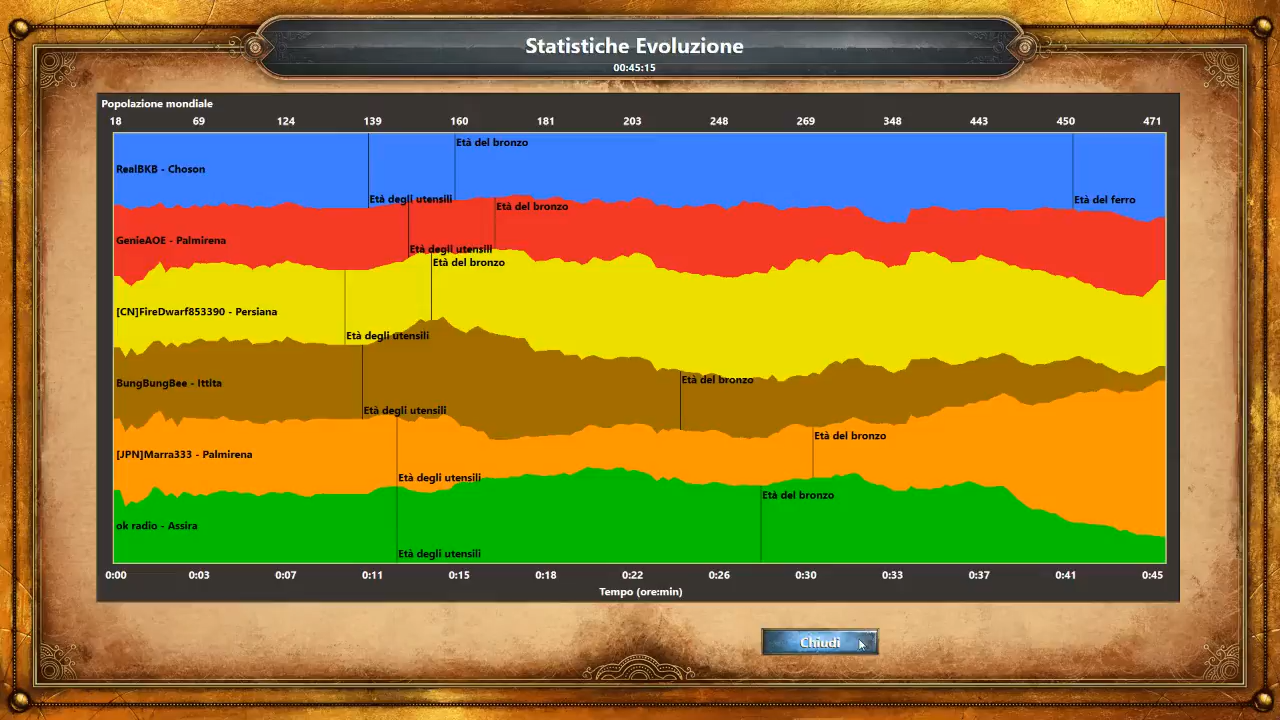 Statistiche Evoluzione
00:45:15
Popolazione mondiale
18 69 124 139 160 181 203 248 269 348 443 450 471
Età del bronzo
RealBKB - Choson
Età degli utensili
Età del ferro
Età del bronzo
GenieAOE - Palmirena
Età degli utensili
Età del bronzo
[CN]FireDwarf853390 - Persiana
Età degli utensili
Età del bronzo
BungBungBee - Ittita
Età degli utensili
Età del bronzo
[JPN]Marra333 - Palmirena
Età degli utensili
Età del bronzo
ok radio - Assira
Età degli utensili
0:00 0:03 0:07 0:11 0:15 0:18 0:22 0:26 0:30 0:33 0:37 0:41 0:45
Tempo (ore:min)
Chiudi